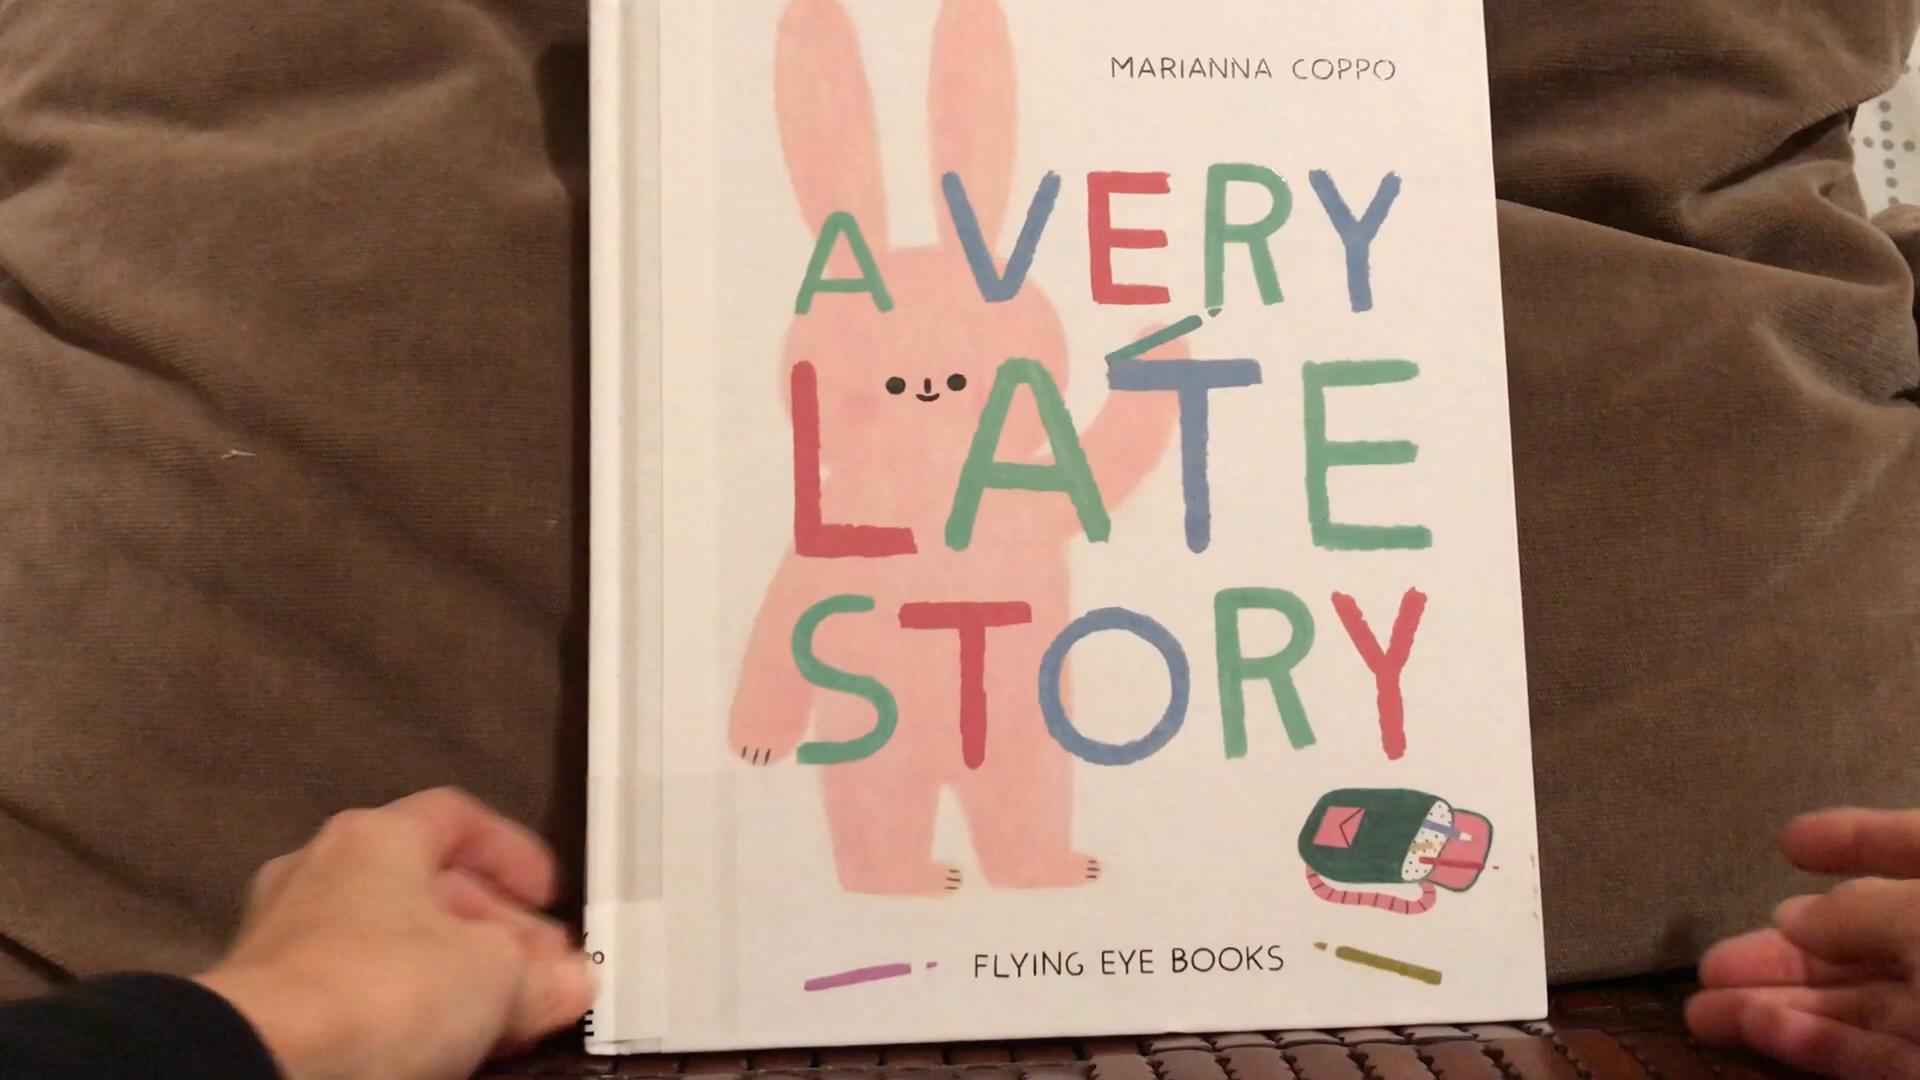 MARIANNA COPPO
A VERY
LATE
STORY
FLYING EYE BOOKS